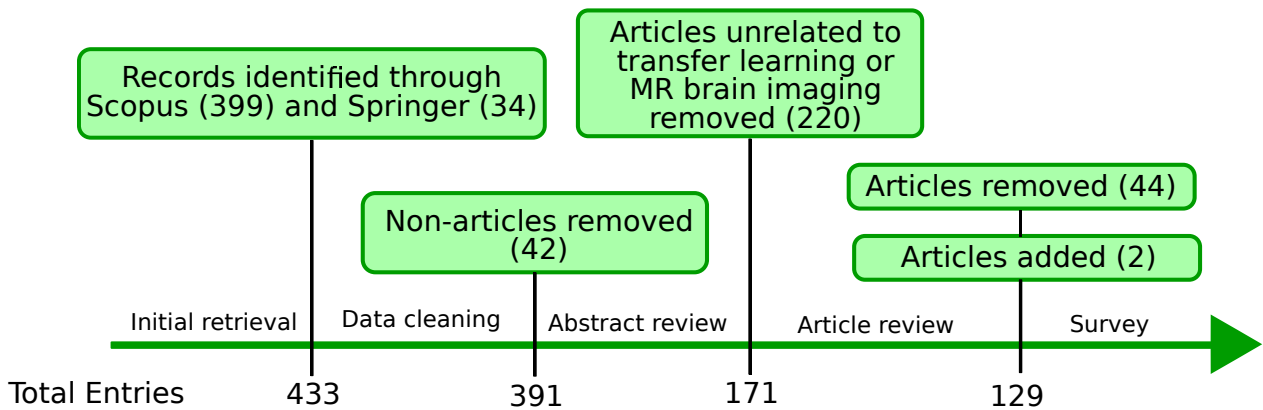 Records identified through
Scopus (399) and Springer (34)
Articles unrelated to
transfer learning or
MR brain imaging
removed (220)
Non-articles removed
(42)
Articles removed (44)
Articles added (2)
Initial retrieval
Data cleaning
Abstract review
Article review
Survey
Total Entries
433
391
171
129